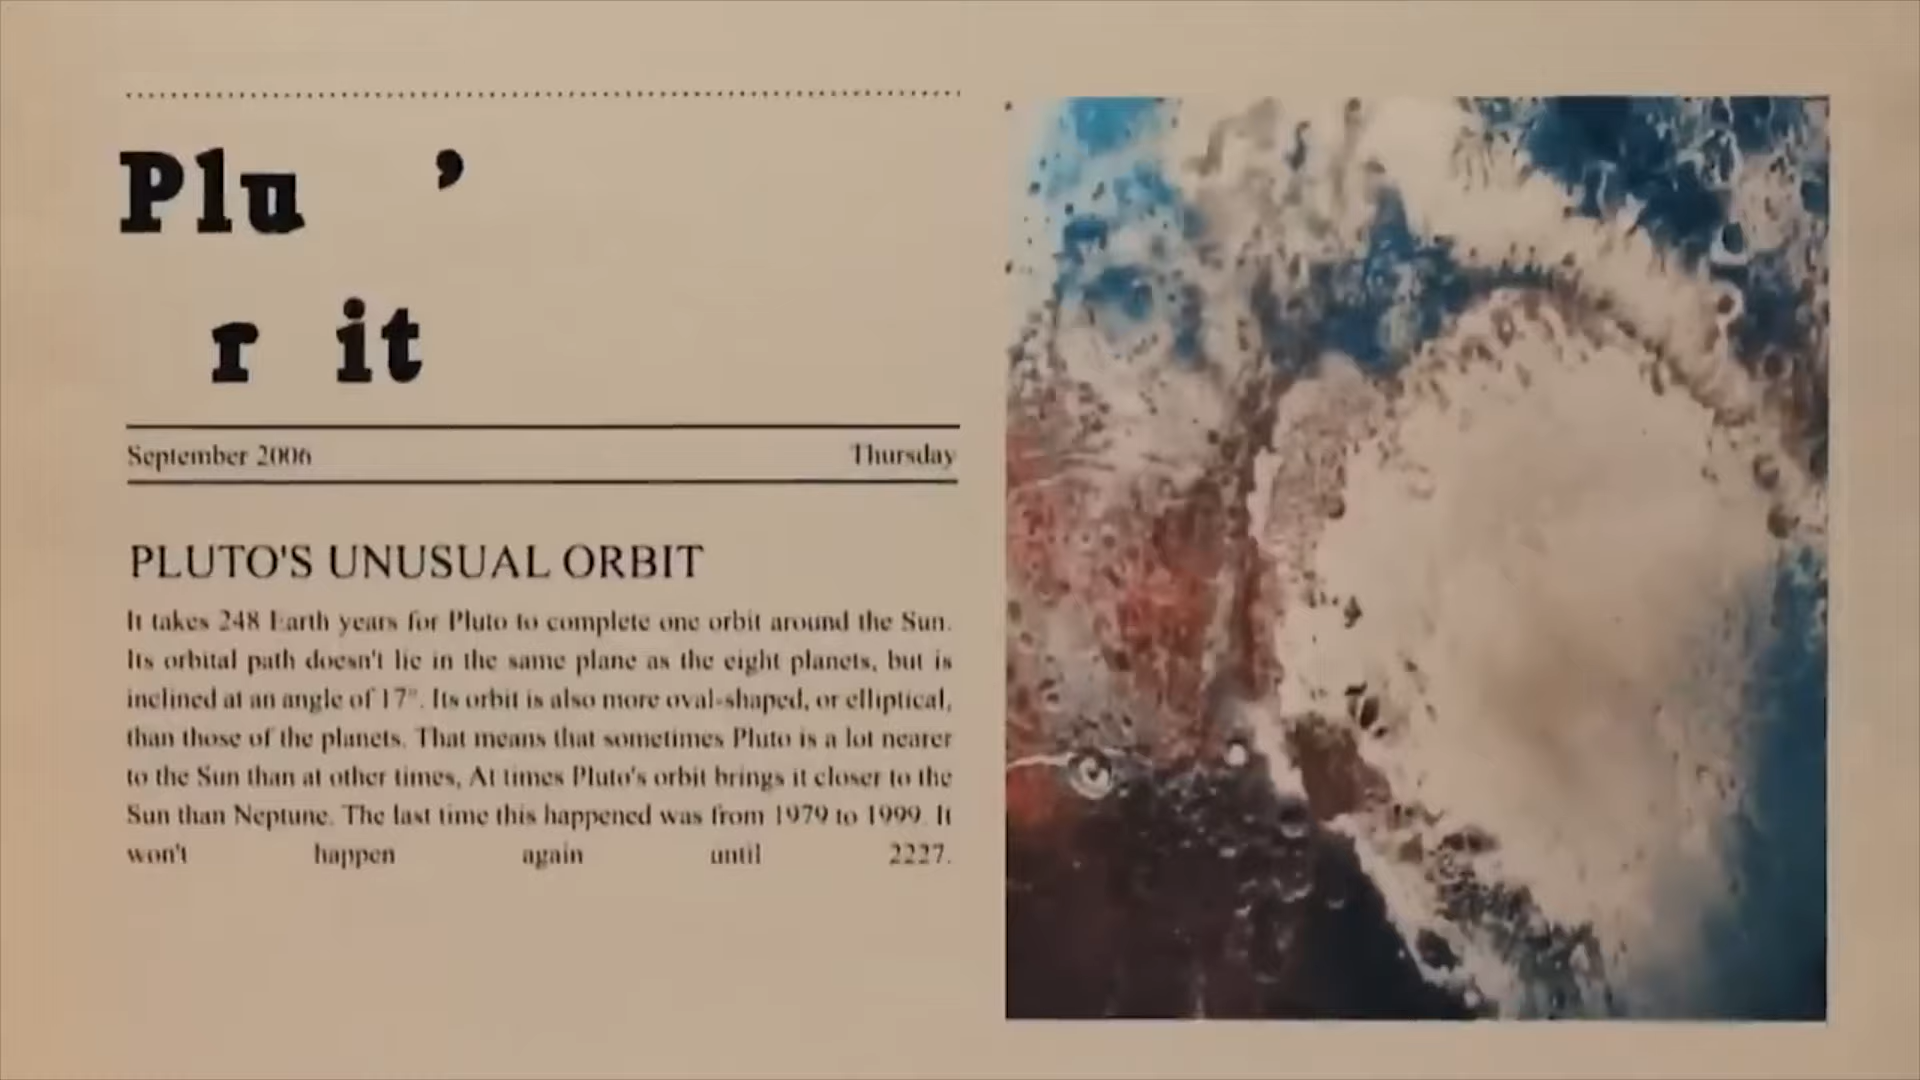 Plu ’
r it
September 2006 Thursday
PLUTO'S UNUSUAL ORBIT
It takes 248 Earth years for Pluto to complete one orbit around the Sun.
Its orbital path doesn't lie in the same plane as the eight planets, but is
inclined at an angle of 17°. Its orbit is also more oval-shaped, or elliptical,
than those of the planets. That means that sometimes Pluto is a lot nearer
to the Sun than at other times, At times Pluto's orbit brings it closer to the
Sun than Neptune. The last time this happened was from 1979 to 1999. It
won't happen again until 2227.